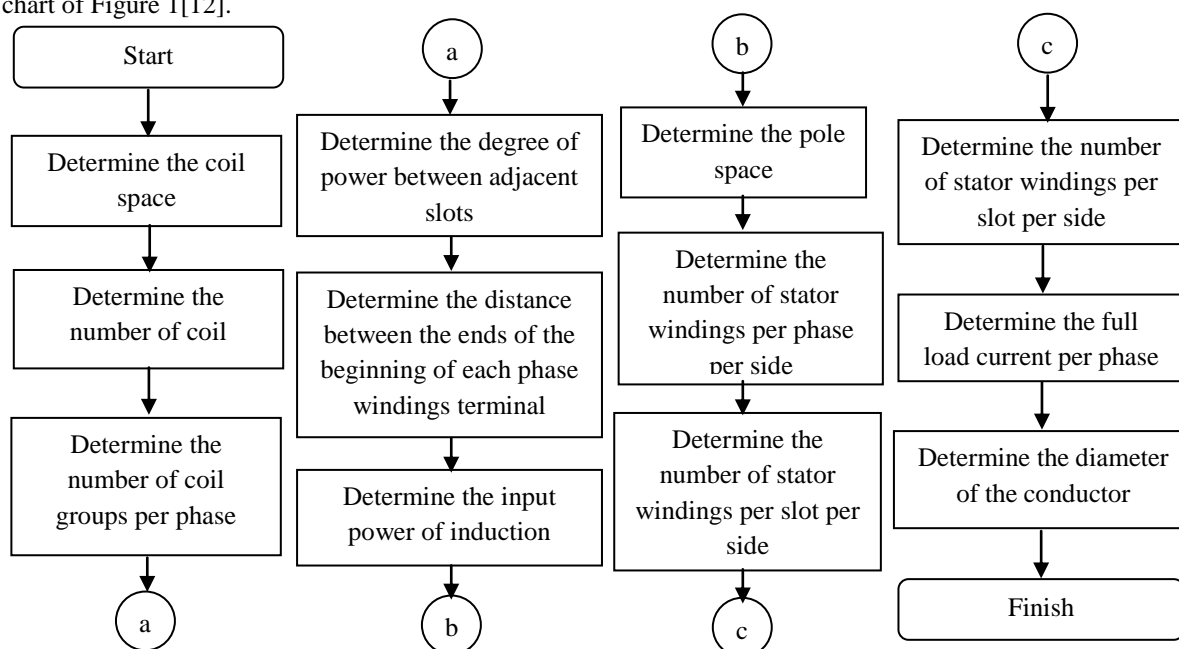 chart of Figure 1[12].
Start
Determine the coil
space
Determine the
number of coil
Determine the
number of coil
groups per phase
a
a
Determine the degree of
power between adjacent
slots
Determine the distance
between the ends of the
beginning of each phase
windings terminal
Determine the input
power of induction
b
b
Determine the pole
space
Determine the
number of stator
windings per phase
per side
Determine the
number of stator
windings per slot per
side
c
c
Determine the number
of stator windings per
slot per side
Determine the full
load current per phase
Determine the diameter
of the conductor
Finish